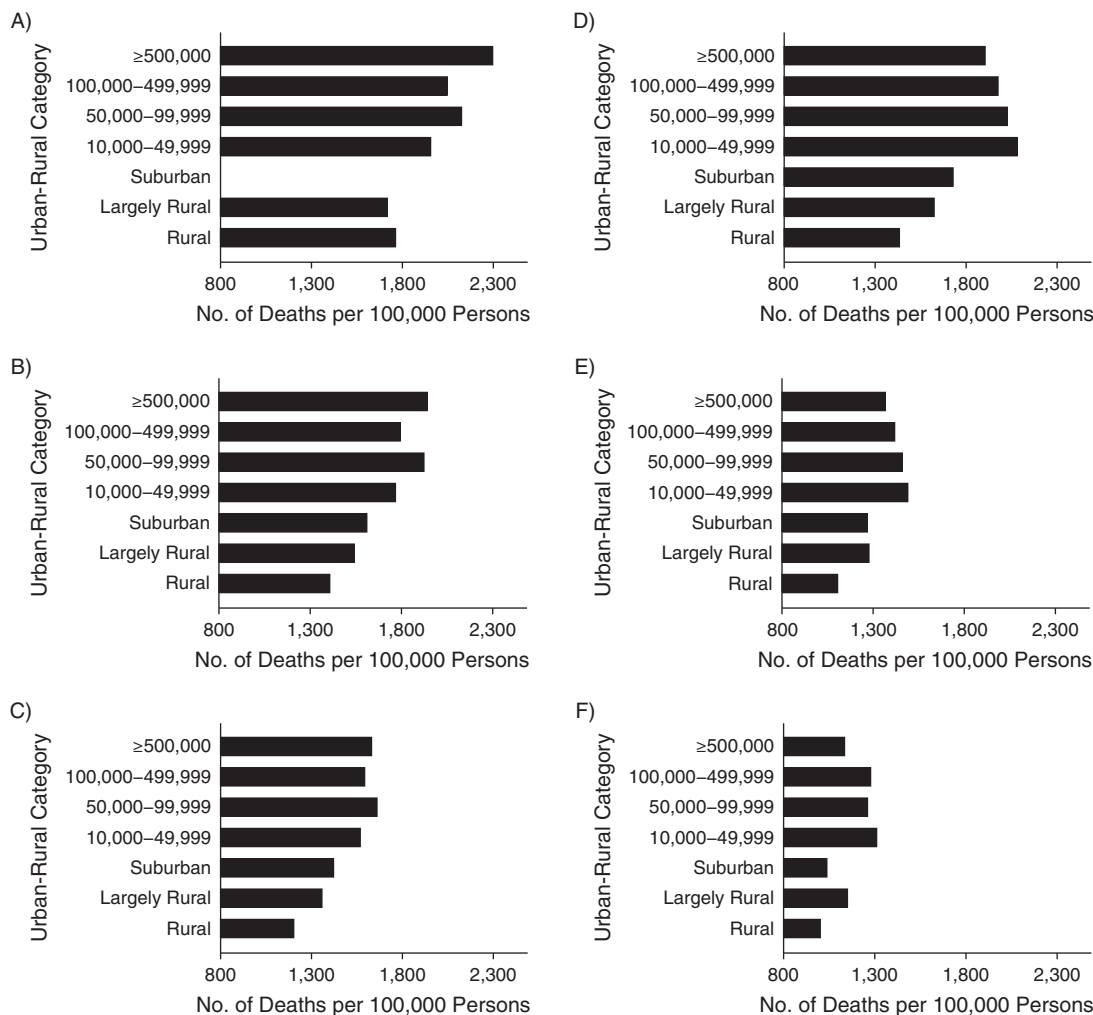 A)
Urban-Rural Category
≥500,000
100,000–499,999
50,000–99,999
10,000–49,999
Suburban
Largely Rural
Rural
800 1,300 1,800 2,300
No. of Deaths per 100,000 Persons
B)
Urban-Rural Category
≥500,000
100,000–499,999
50,000–99,999
10,000–49,999
Suburban
Largely Rural
Rural
800 1,300 1,800 2,300
No. of Deaths per 100,000 Persons
C)
Urban-Rural Category
≥500,000
100,000–499,999
50,000–99,999
10,000–49,999
Suburban
Largely Rural
Rural
800 1,300 1,800 2,300
No. of Deaths per 100,000 Persons
D)
Urban-Rural Category
≥500,000
100,000–499,999
50,000–99,999
10,000–49,999
Suburban
Largely Rural
Rural
800 1,300 1,800 2,300
No. of Deaths per 100,000 Persons
E)
Urban-Rural Category
≥500,000
100,000–499,999
50,000–99,999
10,000–49,999
Suburban
Largely Rural
Rural
800 1,300 1,800 2,300
No. of Deaths per 100,000 Persons
F)
Urban-Rural Category
≥500,000
100,000–499,999
50,000–99,999
10,000–49,999
Suburban
Largely Rural
Rural
800 1,300 1,800 2,300
No. of Deaths per 100,000 Persons